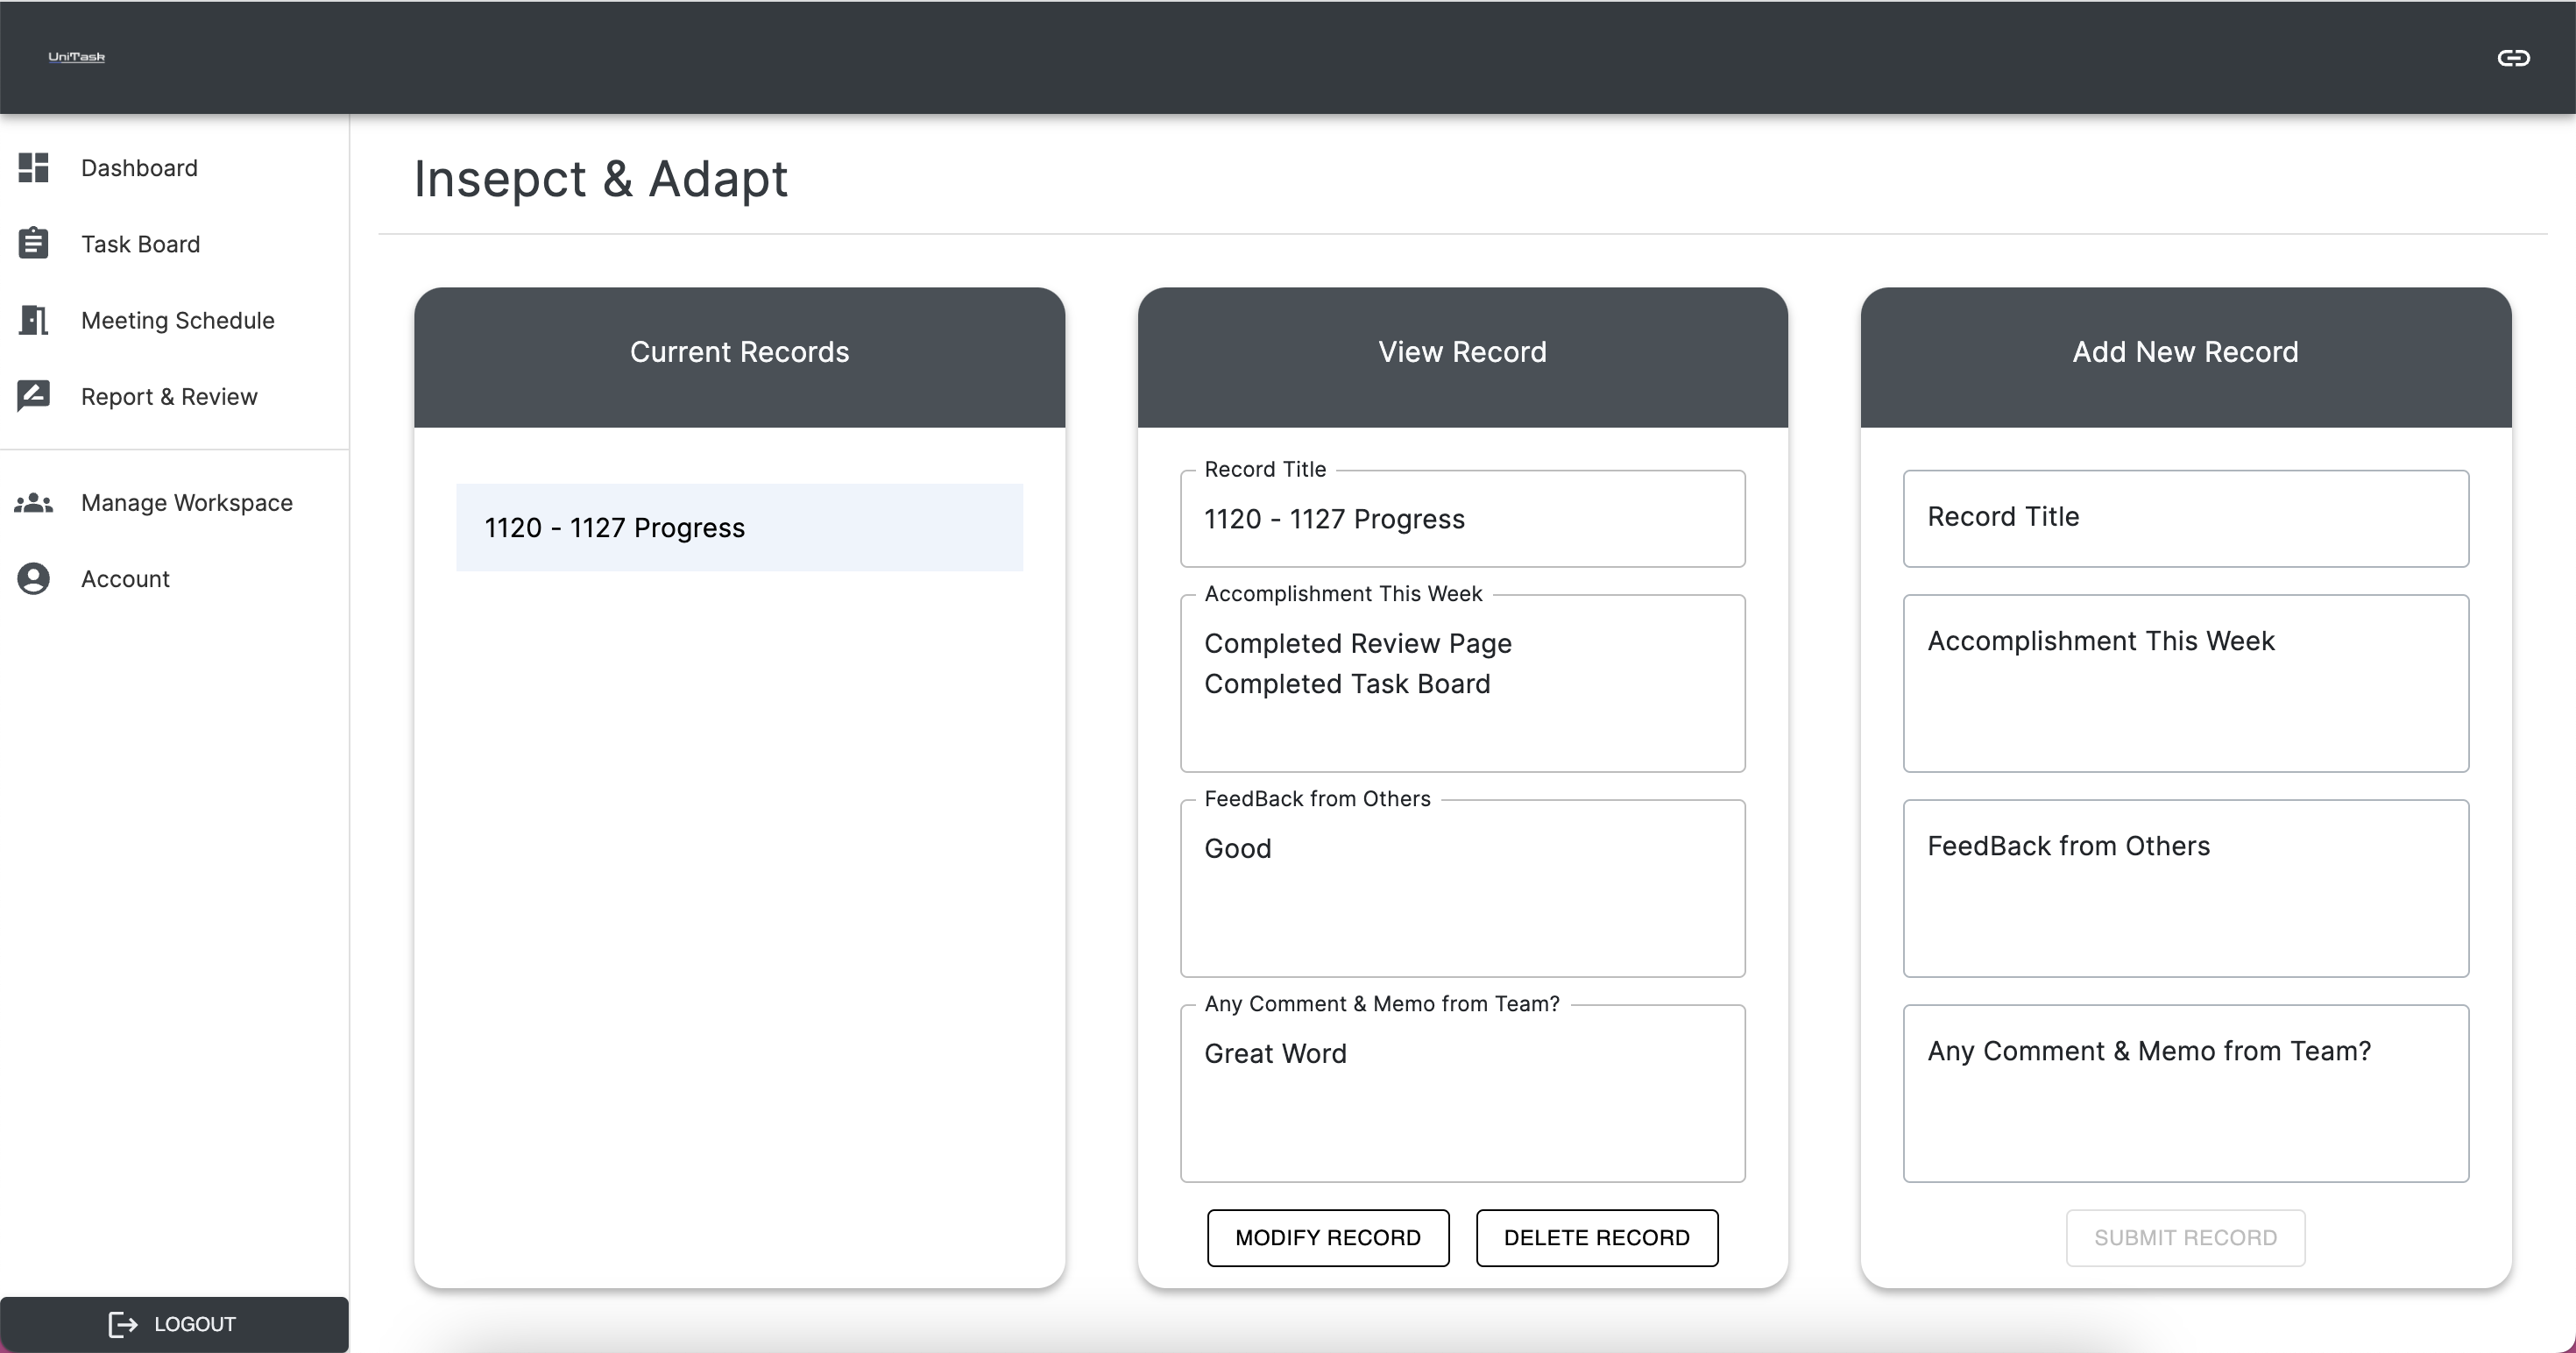 UniTask
Dashboard
Task Board
Meeting Schedule
Report & Review
Manage Workspace
Account
LOGOUT
Insepct & Adapt
Current Records
1120 - 1127 Progress
View Record
Record Title
1120 - 1127 Progress
Accomplishment This Week
Completed Review Page
Completed Task Board
FeedBack from Others
Good
Any Comment & Memo from Team?
Great Word
MODIFY RECORD
DELETE RECORD
Add New Record
Record Title
Accomplishment This Week
FeedBack from Others
Any Comment & Memo from Team?
SUBMIT RECORD